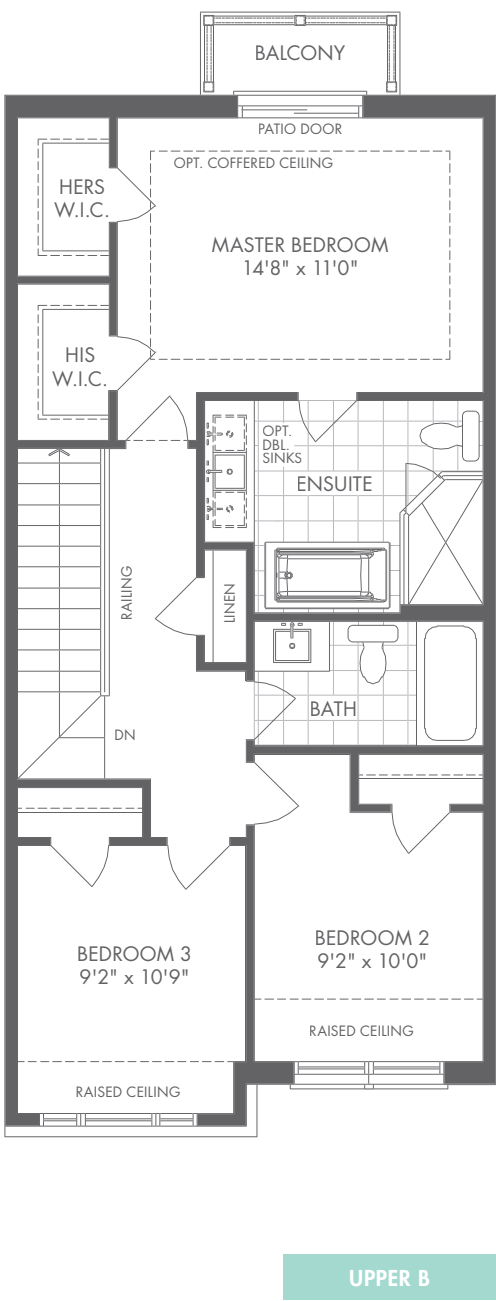 BALCONY
PATIO DOOR
OPT. COFFERED CEILING
HERS
W.I.C.
MASTER BEDROOM
14'8" x 11'0"
HIS
W.I.C.
OPT.
DBL.
SINKS
ENSUITE
RAILING
LINEN
BATH
DN
BEDROOM 2
9'2" x 10'0"
BEDROOM 3
9'2" x 10'9"
RAISED CEILING
RAISED CEILING
UPPER B